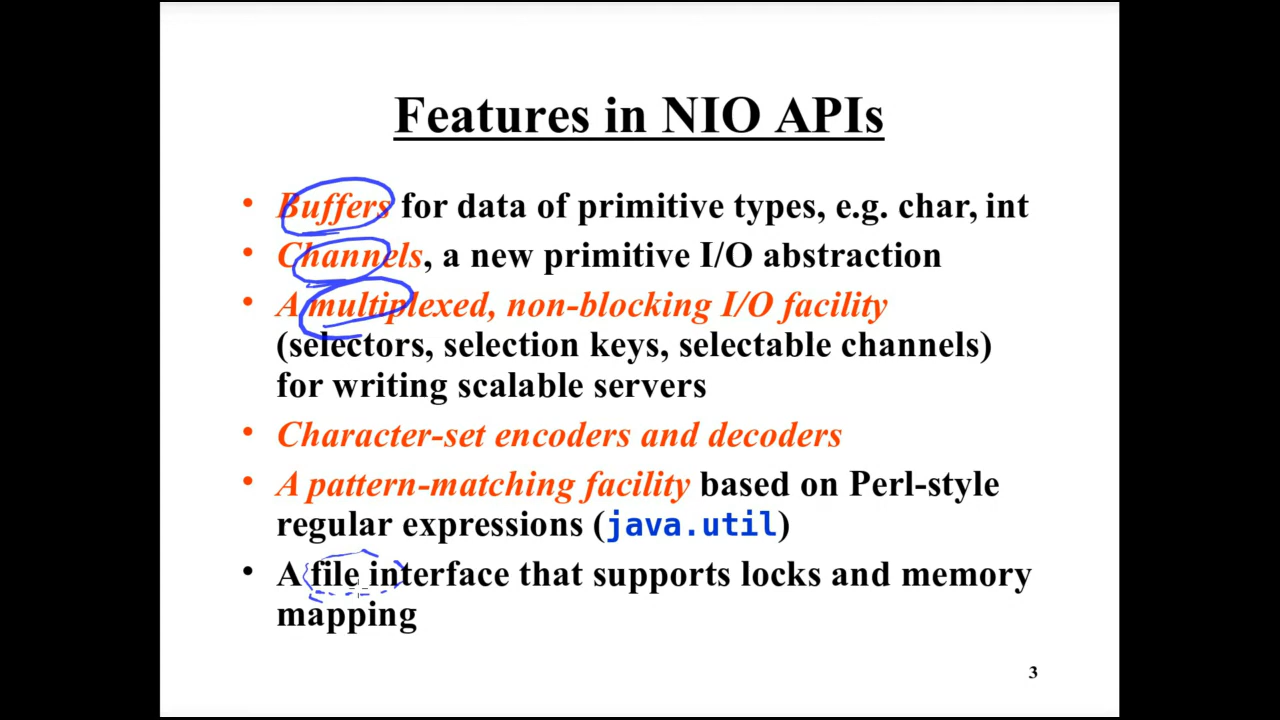 Features in NIO APIs
• Buffers for data of primitive types, e.g. char, int
• Channels, a new primitive I/O abstraction
• A multiplexed, non-blocking I/O facility
(selectors, selection keys, selectable channels)
for writing scalable servers
• Character-set encoders and decoders
• A pattern-matching facility based on Perl-style
regular expressions (java.util)
• A file interface that supports locks and memory
mapping
3